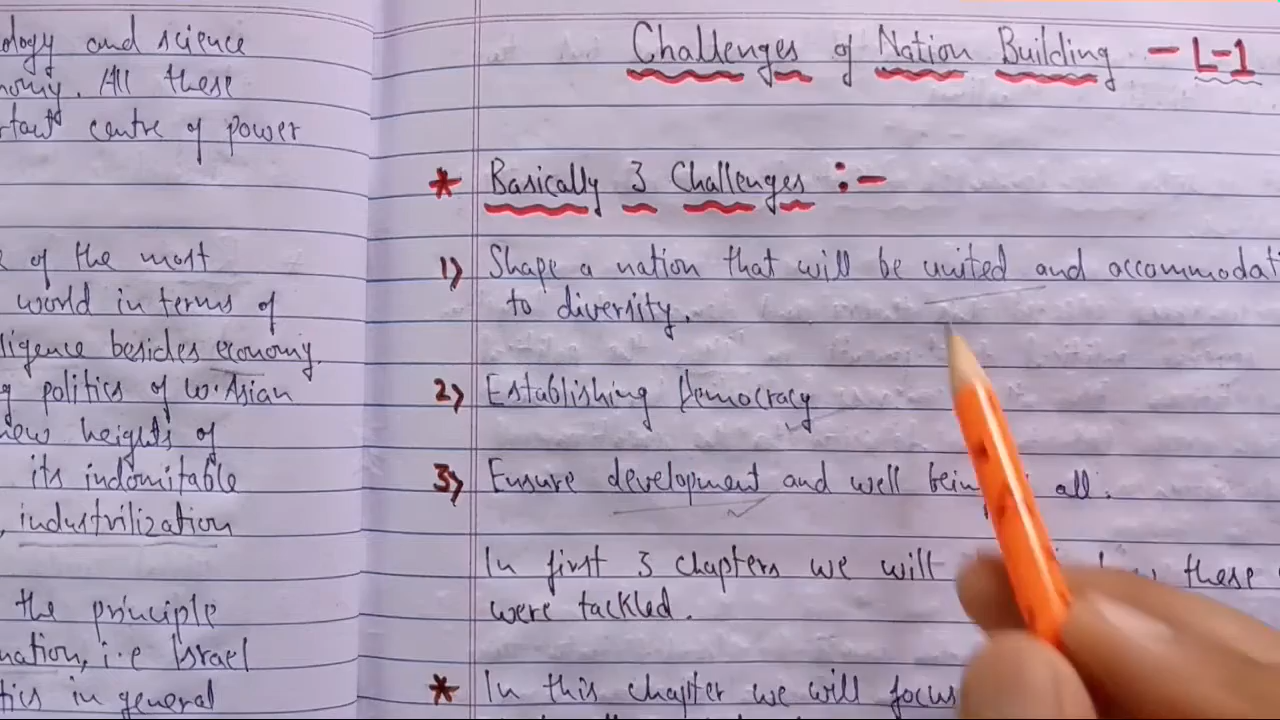 ology and science
nomy. All these
rtant centre of power
e of the most
world in terms of
ligence besides economy.
g politics of W. Asian
new heights of
its indomitable
, industrilization
the principle
nation, i.e Israel
tics in general
Challenges of Nation Building - L-1
* Basically 3 Challenges :-
1) Shape a nation that will be united and accommodati
to diversity.
2) Establishing Democracy
3) Ensure development and well being all.
In first 3 chapters we will these
were tackled.
* In this chapter we will focus